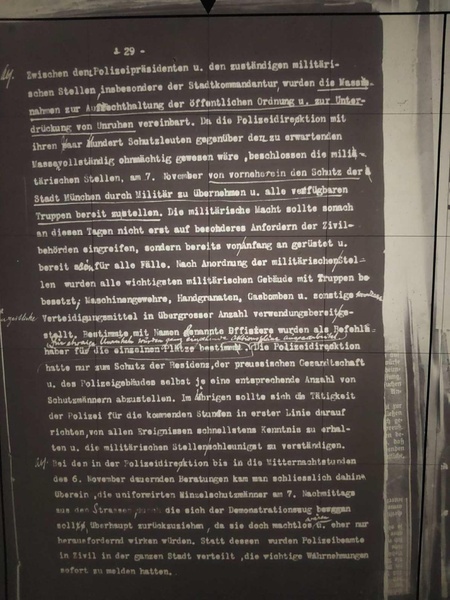 - 29 -
Zwischen dem Polizeipräsidenten u. den zuständigen militäri-
schen Stellen, insbesondere der Stadtkommandantur, wurden die Mass-
nahmen zur Aufrechthaltung der öffentlichen Ordnung u. zur Unter-
drückung von Unruhen vereinbart. Da die Polizeidirektion mit
ihren paar Hundert Schutzleuten gegenüber den zu erwartenden
Massen vollständig ohnmächtig gewesen wäre, beschlossen die mili-
tärischen Stellen, am 7. November von vorneherein den Schutz der
Stadt München durch Militär zu übernehmen u. alle verfügbaren
Truppen bereit zustellen. Die militärische Macht sollte sonach
an diesen Tagen nicht erst auf besonderes Anfordern der Zivil-
behörden eingreifen, sondern bereits von anfang an gerüstet u.
bereit sein für alle Fälle. Nach Anordnung der militärischen Stel-
len wurden alle wichtigsten militärischen Gebäude mit Truppen be
besetzt, Maschinengewehre, Handgranaten, Gasbomben u. sonstige
Verteidigungsmittel in übergrosser Anzahl verwendungsbereitge-
stellt. Bestimmte, mit Namen benannte Offiziere wurden als Befehls-
haber für die einzelnen Plätze bestimmt. Die Polizeidirektion
hatte nur zum Schutz der Residenz, der preussischen Gesandtschaft
u. des Polizeigebäudes selbst je eine entsprechende Anzahl von
Schutzmännern abzustellen. Im übrigen sollte sich die Tätigkeit
der Polizei für die kommenden Stunden in erster Linie darauf
richten, von allen Ereignissen schnellstens Kenntnis zu erhal-
ten u. die militärischen Stellen schleunigst zu verständigen.
Bei den in der Polizeidirektion bis in die Mitternachtstunden
des 6. November dauernden Beratungen kam man schliesslich dahin
überein, die uniformirten Einzelschutzmänner am 7. Nachmittags
aus den Strassen, durch die sich der Demonstrationszug bewegen
sollte, überhaupt zurückzuziehen, da sie doch machtlos waren u. eher nur
herausfordernd wirken würden. Statt dessen wurden Polizeibeamte
in Zivil in der ganzen Stadt verteilt, die wichtige Wahrnehmungen
sofort zu melden hatten.